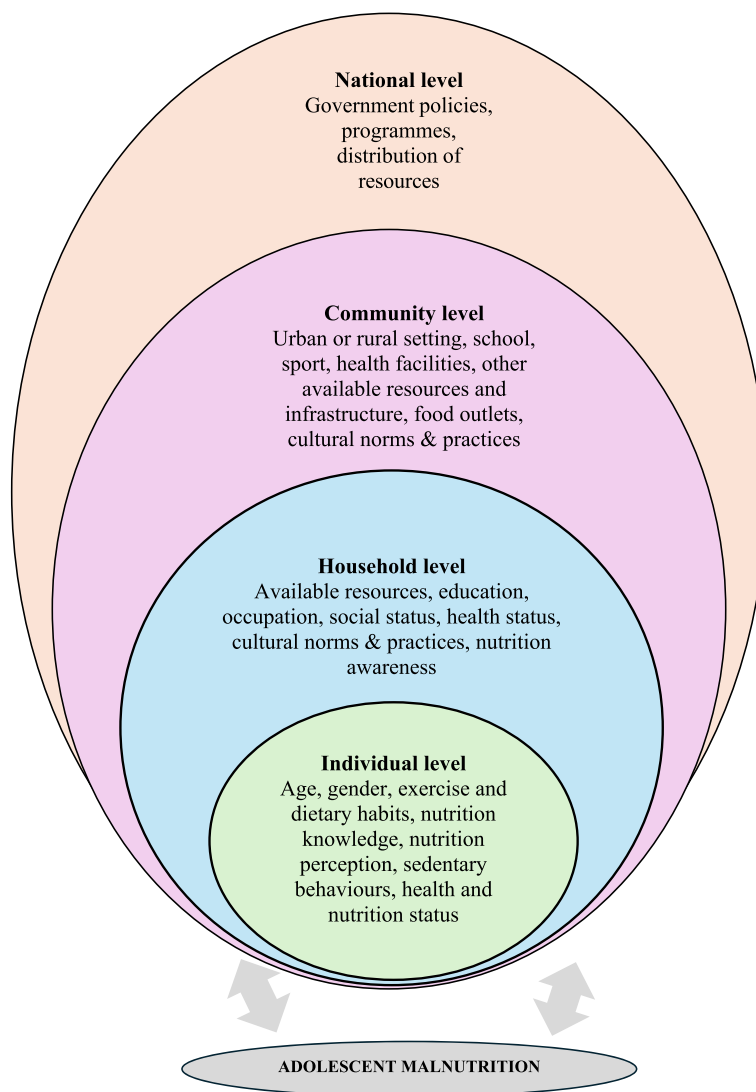 National level
Government policies,
programmes,
distribution of
resources
Community level
Urban or rural setting, school,
sport, health facilities, other
available resources and
infrastructure, food outlets,
cultural norms & practices
Household level
Available resources, education,
occupation, social status, health status,
cultural norms & practices, nutrition
awareness
Individual level
Age, gender, exercise and
dietary habits, nutrition
knowledge, nutrition
perception, sedentary
behaviours, health and
nutrition status
ADOLESCENT MALNUTRITION